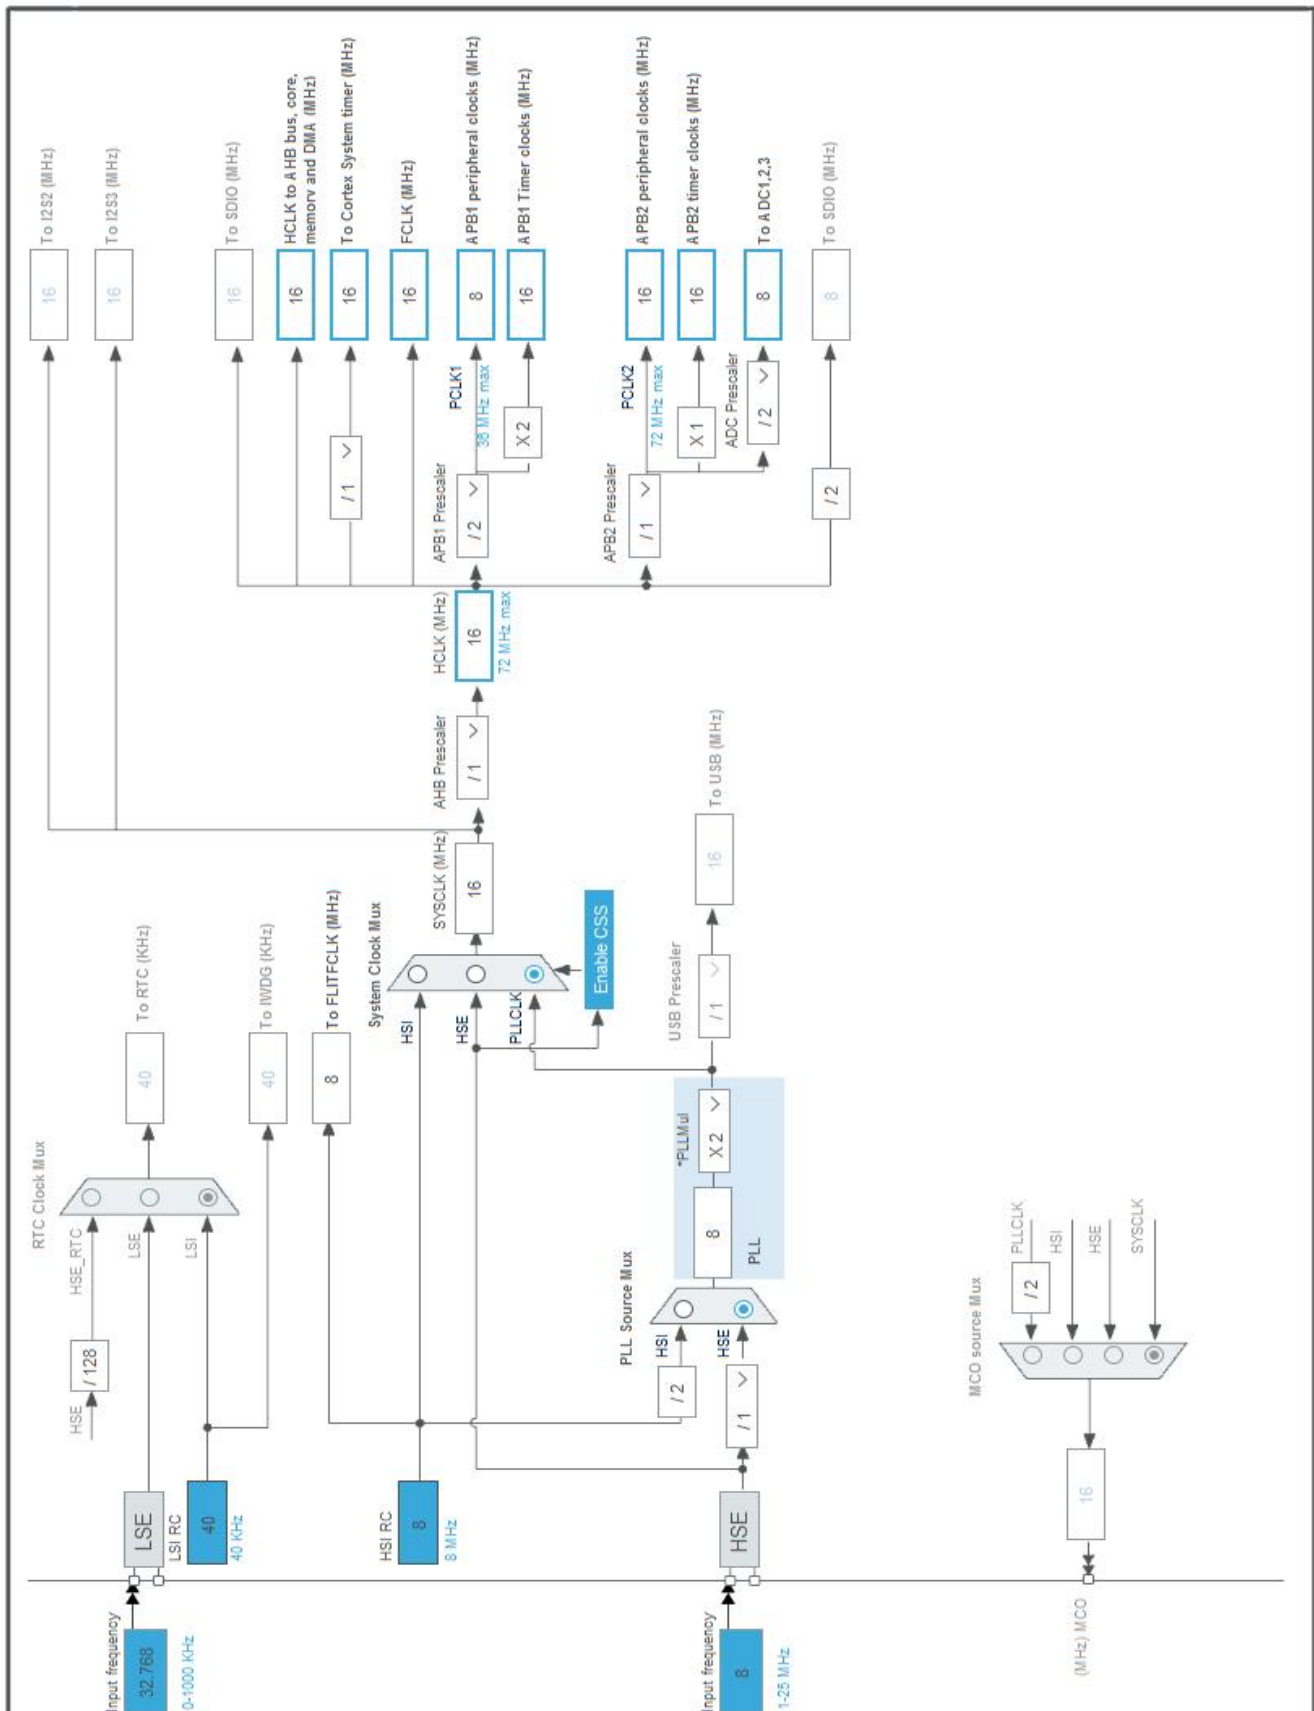 Input frequency
32.768
0-1000 KHz
LSE
LSI RC
40
40 KHz
HSE
/ 128
HSE_RTC
LSE
LSI
RTC Clock Mux
40
To RTC (KHz)
40
To IWDG (KHz)
8
To FLITFCLK (MHz)
HSI RC
8
8 MHz
Input frequency
8
1-25 MHz
HSE
/ 2
HSI
/ 1
HSE
PLL Source Mux
8
*PLLMul
X 2
PLL
System Clock Mux
HSI
HSE
PLLCLK
Enable CSS
USB Prescaler
/ 1
16
To USB (MHz)
SYSCLK (MHz)
16
AHB Prescaler
/ 1
HCLK (MHz)
16
72 MHz max
16
To I2S2 (MHz)
16
To I2S3 (MHz)
16
To SDIO (MHz)
16
HCLK to AHB bus, core,
memory and DMA (MHz)
/ 1
16
To Cortex System timer (MHz)
16
FCLK (MHz)
APB1 Prescaler
/ 2
PCLK1
36 MHz max
8
APB1 peripheral clocks (MHz)
X 2
16
APB1 Timer clocks (MHz)
APB2 Prescaler
/ 1
PCLK2
72 MHz max
16
APB2 peripheral clocks (MHz)
X 1
16
APB2 timer clocks (MHz)
ADC Prescaler
/ 2
8
To ADC1,2,3
/ 2
8
To SDIO (MHz)
MCO source Mux
/ 2
PLLCLK
HSI
HSE
SYSCLK
16
(MHz) MCO